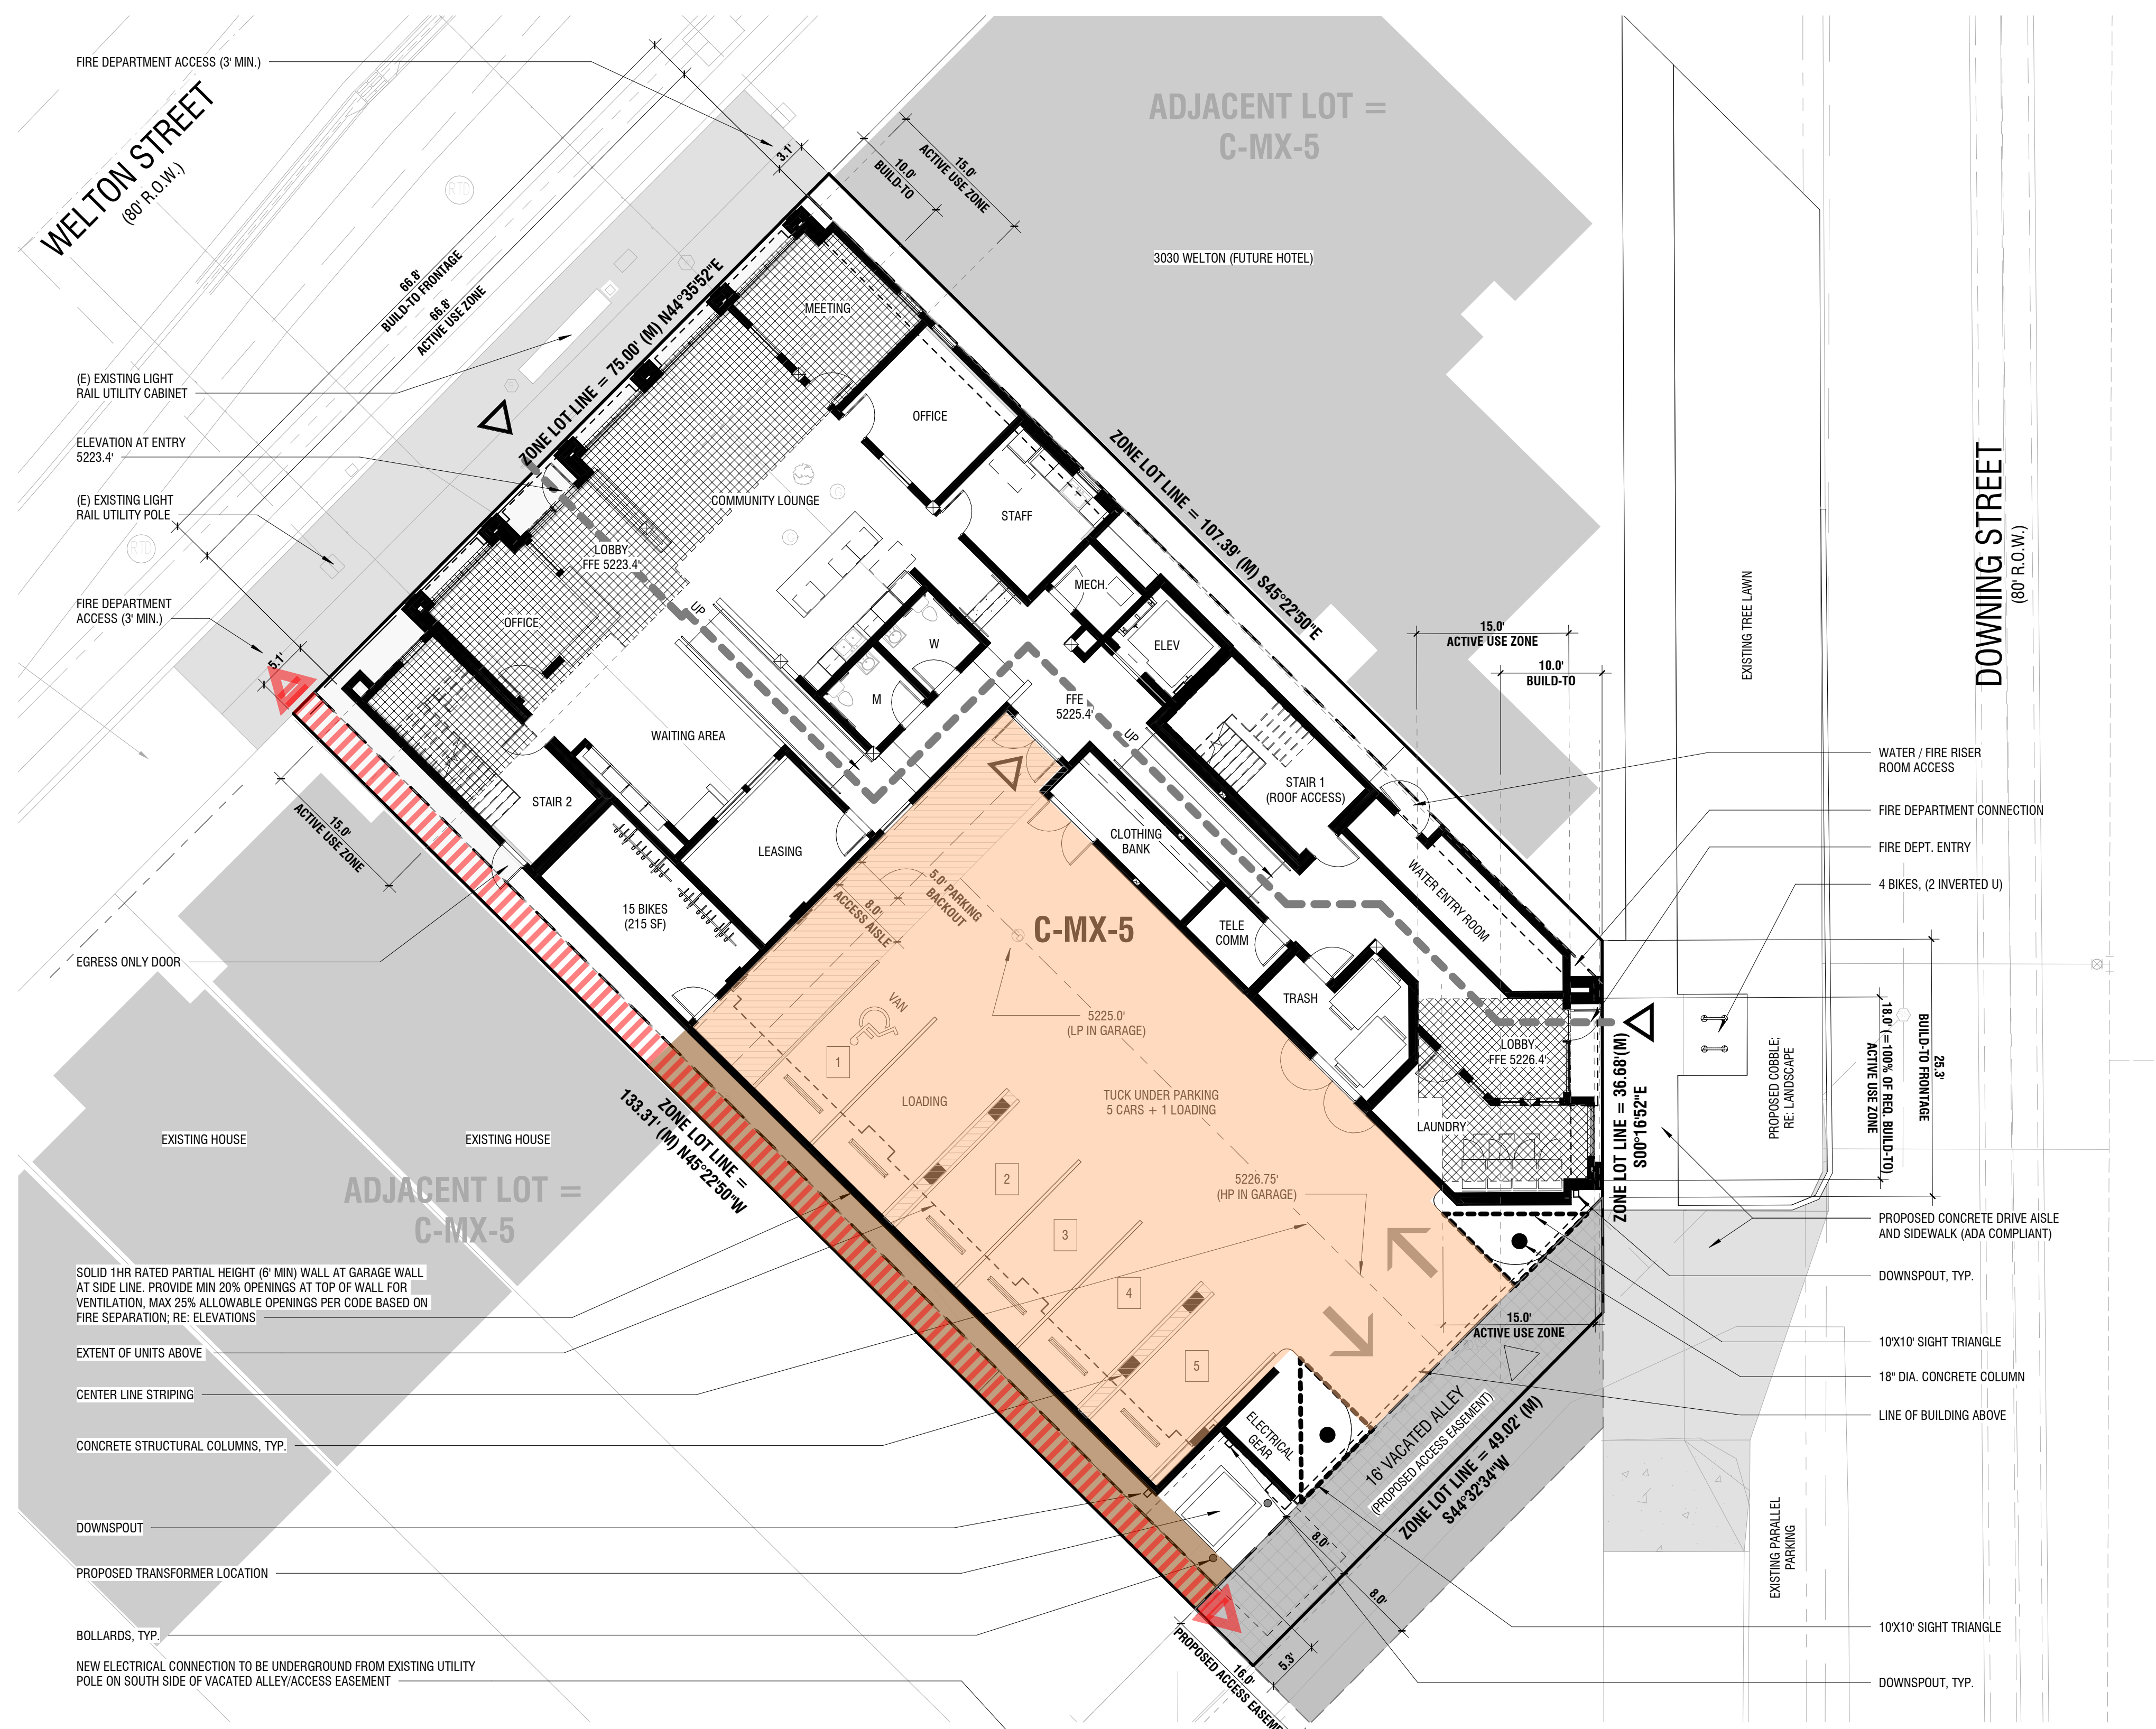 FIRE DEPARTMENT ACCESS (3' MIN.)
WELTON STREET
(80' R.O.W.)
RTD
RTD
66.8'
BUILD-TO FRONTAGE
66.8'
ACTIVE USE ZONE
3.1'
10.0'
BUILD-TO
15.0'
ACTIVE USE ZONE
ADJACENT LOT =
C-MX-5
3030 WELTON (FUTURE HOTEL)
(E) EXISTING LIGHT
RAIL UTILITY CABINET
ELEVATION AT ENTRY
5223.4'
(E) EXISTING LIGHT
RAIL UTILITY POLE
FIRE DEPARTMENT
ACCESS (3' MIN.)
5.1'
15.0'
ACTIVE USE ZONE
EGRESS ONLY DOOR
ZONE LOT LINE = 75.00' (M) N44°35'52"E
ZONE LOT LINE = 107.39' (M) S45°22'50"E
MEETING
OFFICE
COMMUNITY LOUNGE
STAFF
LOBBY
FFE 5223.4'
OFFICE
UP
MECH.
ELEV
W
M
FFE
5225.4'
UP
WAITING AREA
STAIR 2
STAIR 1
(ROOF ACCESS)
LEASING
15 BIKES
(215 SF)
CLOTHING
BANK
WATER ENTRY ROOM
TELE
COMM
TRASH
LOBBY
FFE 5226.4'
LAUNDRY
8.0'
ACCESS AISLE
5.0' PARKING
BACKOUT
C-MX-5
VAN
1
LOADING
2
3
4
5
5225.0'
(LP IN GARAGE)
TUCK UNDER PARKING
5 CARS + 1 LOADING
5226.75'
(HP IN GARAGE)
ELECTRICAL
GEAR
15.0'
ACTIVE USE ZONE
10.0'
BUILD-TO
EXISTING TREE LAWN
DOWNING STREET
(80' R.O.W.)
WATER / FIRE RISER
ROOM ACCESS
FIRE DEPARTMENT CONNECTION
FIRE DEPT. ENTRY
4 BIKES, (2 INVERTED U)
ZONE LOT LINE = 36.68'(M)
S00°16'52"E
PROPOSED COBBLE;
RE: LANDSCAPE
18.0' ( =100% OF REQ. BUILD-TO)
ACTIVE USE ZONE
25.3'
BUILD-TO FRONTAGE
PROPOSED CONCRETE DRIVE AISLE
AND SIDEWALK (ADA COMPLIANT)
DOWNSPOUT, TYP.
10'X10' SIGHT TRIANGLE
18" DIA. CONCRETE COLUMN
LINE OF BUILDING ABOVE
10'X10' SIGHT TRIANGLE
DOWNSPOUT, TYP.
15.0'
ACTIVE USE ZONE
16' VACATED ALLEY
(PROPOSED ACCESS EASEMENT)
ZONE LOT LINE = 49.02' (M)
S44°32'34"W
EXISTING PARALLEL
PARKING
8.0'
8.0'
5.3'
16.0'
PROPOSED ACCESS EASEM
ZONE LOT LINE =
133.31' (M) N45°22'50"W
EXISTING HOUSE
EXISTING HOUSE
ADJACENT LOT =
C-MX-5
SOLID 1HR RATED PARTIAL HEIGHT (6' MIN) WALL AT GARAGE WALL
AT SIDE LINE. PROVIDE MIN 20% OPENINGS AT TOP OF WALL FOR
VENTILATION, MAX 25% ALLOWABLE OPENINGS PER CODE BASED ON
FIRE SEPARATION; RE: ELEVATIONS
EXTENT OF UNITS ABOVE
CENTER LINE STRIPING
CONCRETE STRUCTURAL COLUMNS, TYP.
DOWNSPOUT
PROPOSED TRANSFORMER LOCATION
BOLLARDS, TYP.
NEW ELECTRICAL CONNECTION TO BE UNDERGROUND FROM EXISTING UTILITY
POLE ON SOUTH SIDE OF VACATED ALLEY/ACCESS EASEMENT